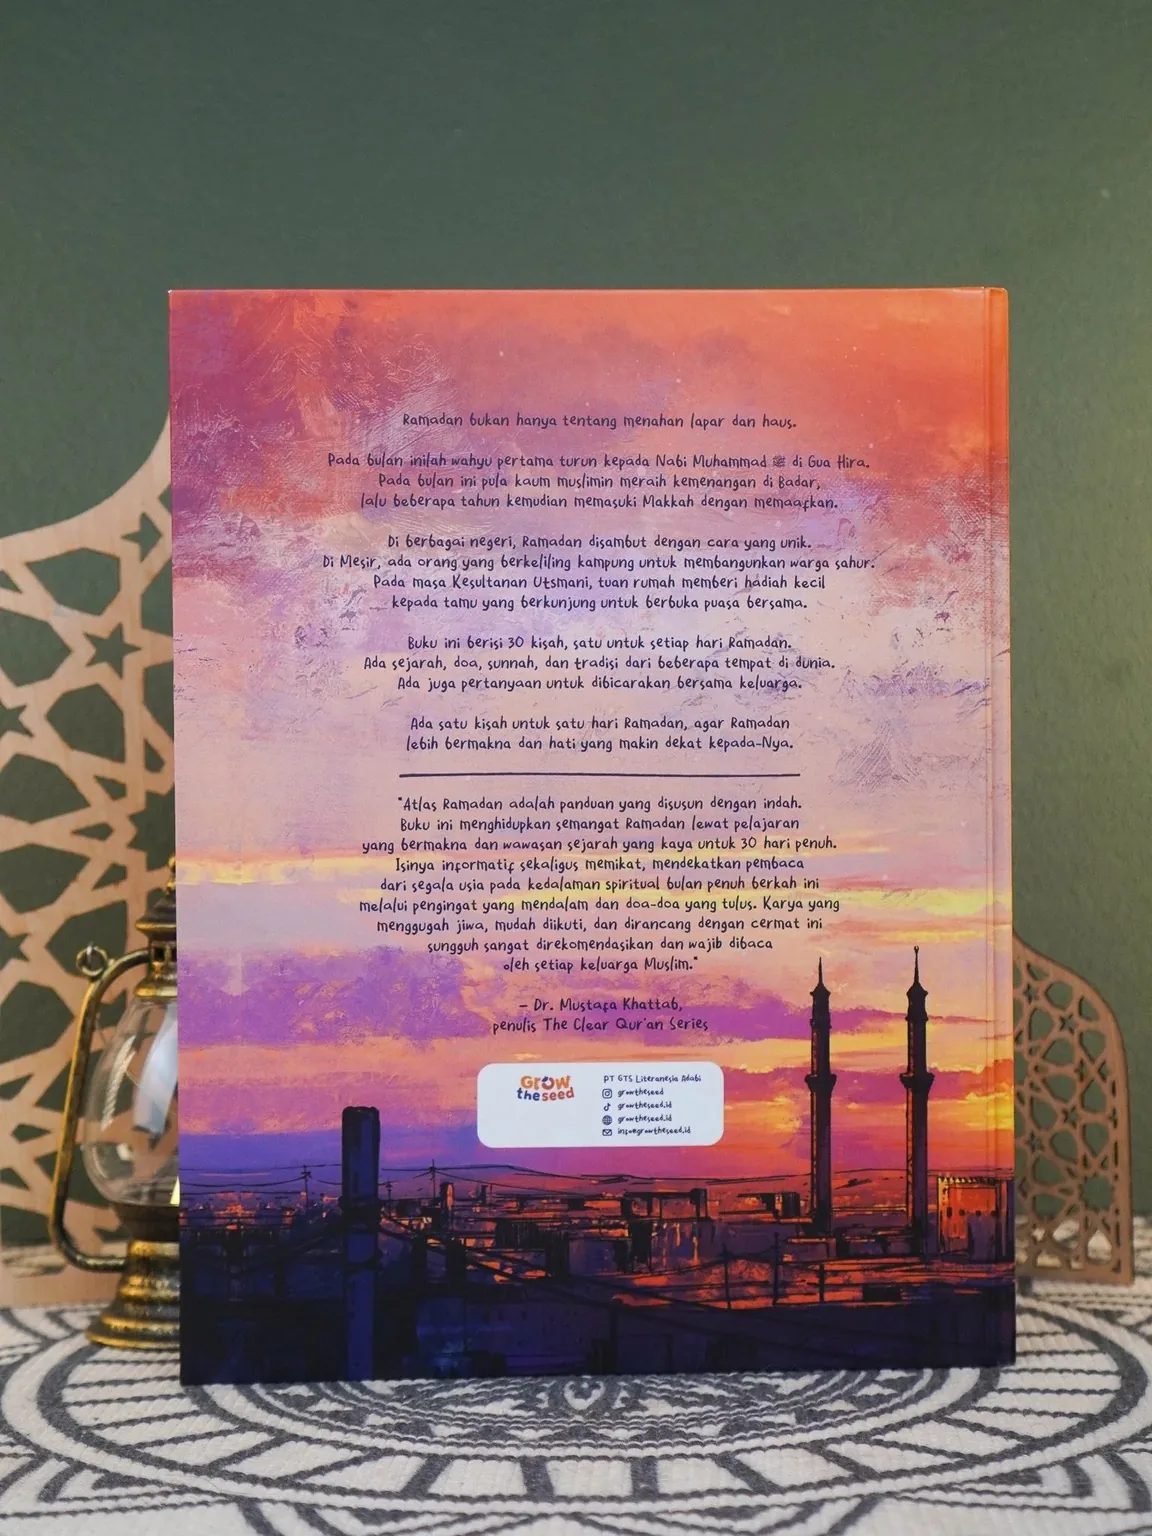 Ramadan bukan hanya tentang menahan lapar dan haus.
Pada bulan inilah wahyu pertama turun kepada Nabi Muhammad ﷺ di Gua Hira.
Pada bulan ini pula kaum muslimin meraih kemenangan di Badar,
lalu beberapa tahun kemudian memasuki Makkah dengan memaafkan.
Di berbagai negeri, Ramadan disambut dengan cara yang unik.
Di Mesir, ada orang yang berkeliling kampung untuk membangunkan warga sahur.
Pada masa Kesultanan Utsmani, tuan rumah memberi hadiah kecil
kepada tamu yang berkunjung untuk berbuka puasa bersama.
Buku ini berisi 30 kisah, satu untuk setiap hari Ramadan.
Ada sejarah, doa, sunnah, dan tradisi dari beberapa tempat di dunia.
Ada juga pertanyaan untuk dibicarakan bersama keluarga.
Ada satu kisah untuk satu hari Ramadan, agar Ramadan
lebih bermakna dan hati yang makin dekat kepada-Nya.
"Atlas Ramadan adalah panduan yang disusun dengan indah.
Buku ini menghidupkan semangat Ramadan lewat pelajaran
yang bermakna dan wawasan sejarah yang kaya untuk 30 hari penuh.
Isinya informatif sekaligus memikat, mendekatkan pembaca
dari segala usia pada kedalaman spiritual bulan penuh berkah ini
melalui pengingat yang mendalam dan doa-doa yang tulus. Karya yang
menggugah jiwa, mudah diikuti, dan dirancang dengan cermat ini
sungguh sangat direkomendasikan dan wajib dibaca
oleh setiap keluarga Muslim."
– Dr. Mustafa Khattab,
penulis The Clear Qur'an Series
Grow
the seed
PT GTS Literanesia Adabi
growtheseed
growtheseed.id
growtheseed.id
info@growtheseed.id